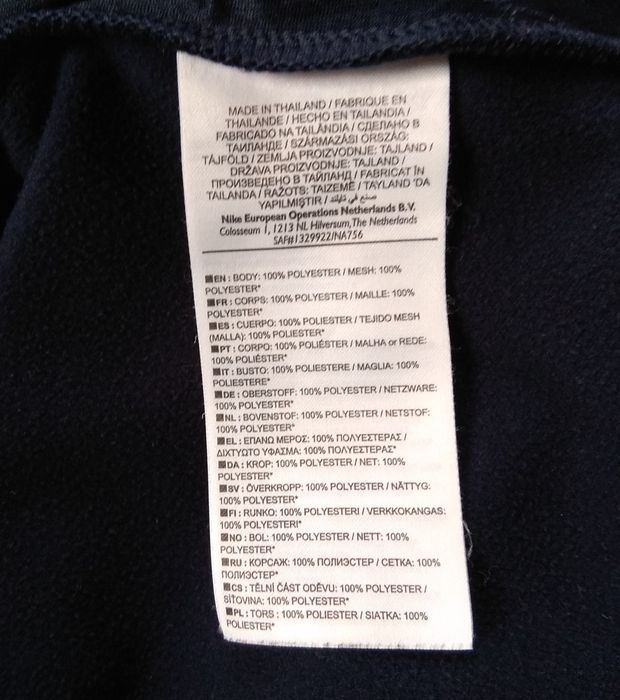 MADE IN THAILAND / FABRIQUE EN
THAILANDE / HECHO EN TAILANDIA /
FABRICADO NA TAILÂNDIA / СДЕЛАНО В
ТАИЛАНДЕ / SZÁRMAZÁSI ORSZÁG:
TÁJFÖLD / ZEMLJA PROIZVODNJE: TAJLAND /
DRŽAVA PROIZVODNJE: TAJLAND /
ПРОИЗВЕДЕНО В ТАЙЛАНД / FABRICAT ÎN
TAILANDA / RAŽOTS: TAIZEME / TAYLAND 'DA
YAPILMIŞTIR / صنع في تايلند
Nike European Operations Netherlands B.V.
Colosseum 1, 1213 NL Hilversum, The Netherlands
SAF#1329922/NA756
EN : BODY: 100% POLYESTER / MESH: 100%
POLYESTER*
FR : CORPS: 100% POLYESTER / MAILLE: 100%
POLYESTER*
ES : CUERPO: 100% POLIESTER / TEJIDO MESH
(MALLA): 100% POLIESTER*
PT : CORPO: 100% POLIÉSTER / MALHA or REDE:
100% POLIÉSTER*
IT : BUSTO: 100% POLIESTERE / MAGLIA: 100%
POLIESTERE*
DE : OBERSTOFF: 100% POLYESTER / NETZWARE:
100% POLYESTER*
NL : BOVENSTOF: 100% POLYESTER / NETSTOF:
100% POLYESTER*
EL : ΕΠΑΝΩ ΜΕΡΟΣ: 100% ΠΟΛΥΕΣΤΕΡΑΣ /
ΔΙΧΤΥΩΤΟ ΥΦΑΣΜΑ: 100% ΠΟΛΥΕΣΤΕΡΑΣ*
DA : KROP: 100% POLYESTER / NET: 100%
POLYESTER*
SV : ÖVERKROPP: 100% POLYESTER / NÄTTYG:
100% POLYESTER*
FI : RUNKO: 100% POLYESTERI / VERKKOKANGAS:
100% POLYESTERI*
NO : BOL: 100% POLYESTER / NETT: 100%
POLYESTER*
RU : КОРСАЖ: 100% ПОЛИЭСТЕР / СЕТКА: 100%
ПОЛИЭСТЕР*
CS : TĚLNÍ ČÁST ODĚVU: 100% POLYESTER /
SÍŤOVINA: 100% POLYESTER*
PL : TORS : 100% POLIESTER / SIATKA: 100%
POLIESTER*